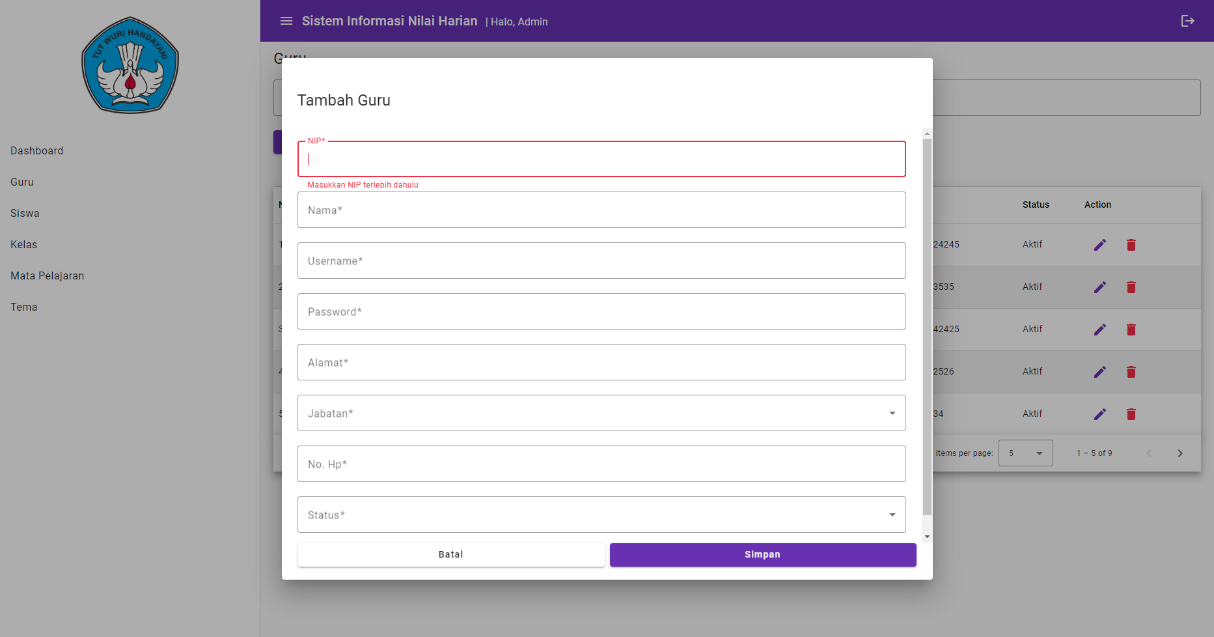 TUT WURI HANDAYANI
Sistem Informasi Nilai Harian | Halo, Admin
Dashboard
Guru
Siswa
Kelas
Mata Pelajaran
Tema
Guru
Tambah Guru
NIP*
Masukkan NIP terlebih dahulu
Nama*
Username*
Password*
Alamat*
Jabatan*
No. Hp*
Status*
Batal
Simpan
Status Action
24245 Aktif
3535 Aktif
42425 Aktif
2526 Aktif
34 Aktif
Items per page: 5 1 – 5 of 9